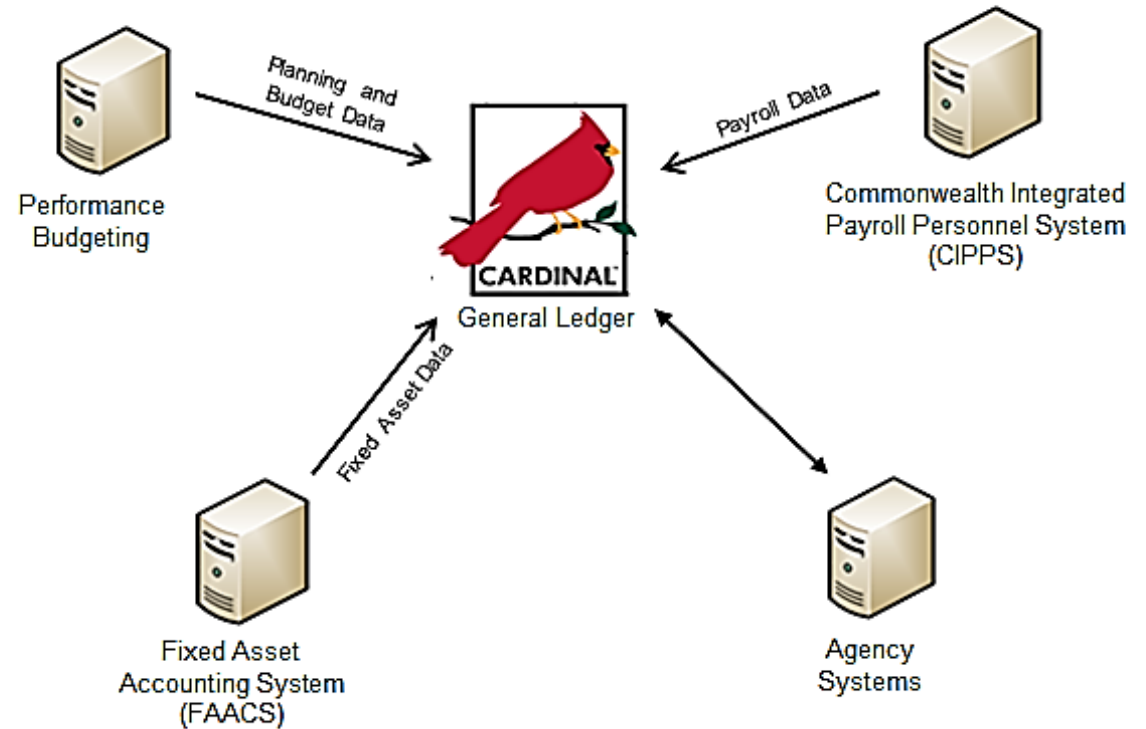 Planning and
Budget Data
Payroll Data
Performance
Budgeting
CARDINAL
General Ledger
Commonwealth Integrated
Payroll Personnel System
(CIPPS)
Fixed Asset Data
Fixed Asset
Accounting System
(FAACS)
Agency
Systems